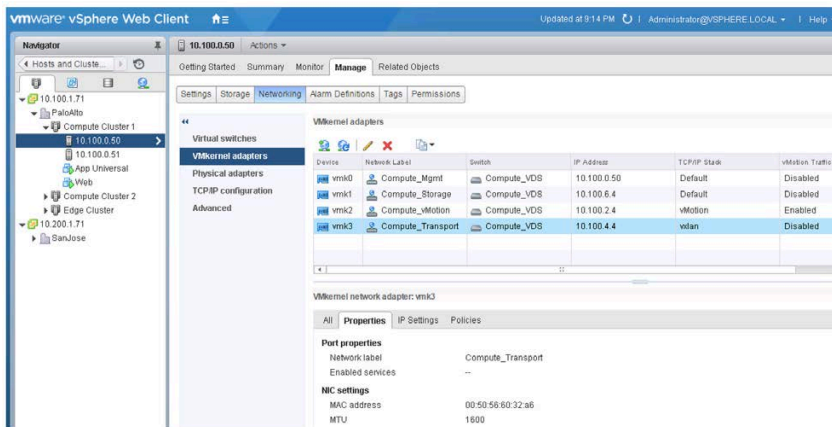 vmware® vSphere Web Client
Updated at 9:14 PM | Administrator@VSPHERE.LOCAL | Help
Navigator
Hosts and Cluste...
10.100.1.71
PaloAlto
Compute Cluster 1
10.100.0.50
10.100.0.51
App Universal
Web
Compute Cluster 2
Edge Cluster
10.200.1.71
SanJose
10.100.0.50 Actions
Getting Started Summary Monitor Manage Related Objects
Settings Storage Networking Alarm Definitions Tags Permissions
Virtual switches
VMkernel adapters
Physical adapters
TCP/IP configuration
Advanced
VMkernel adapters
Device Network Label Switch IP Address TCP/IP Stack vMotion Traffic
vmk0 Compute_Mgmt Compute_VDS 10.100.0.50 Default Disabled
vmk1 Compute_Storage Compute_VDS 10.100.6.4 Default Disabled
vmk2 Compute_vMotion Compute_VDS 10.100.2.4 vMotion Enabled
vmk3 Compute_Transport Compute_VDS 10.100.4.4 vxlan Disabled
VMkernel network adapter: vmk3
All Properties IP Settings Policies
Port properties
Network label Compute_Transport
Enabled services --
NIC settings
MAC address 00:50:56:60:32:a6
MTU 1600